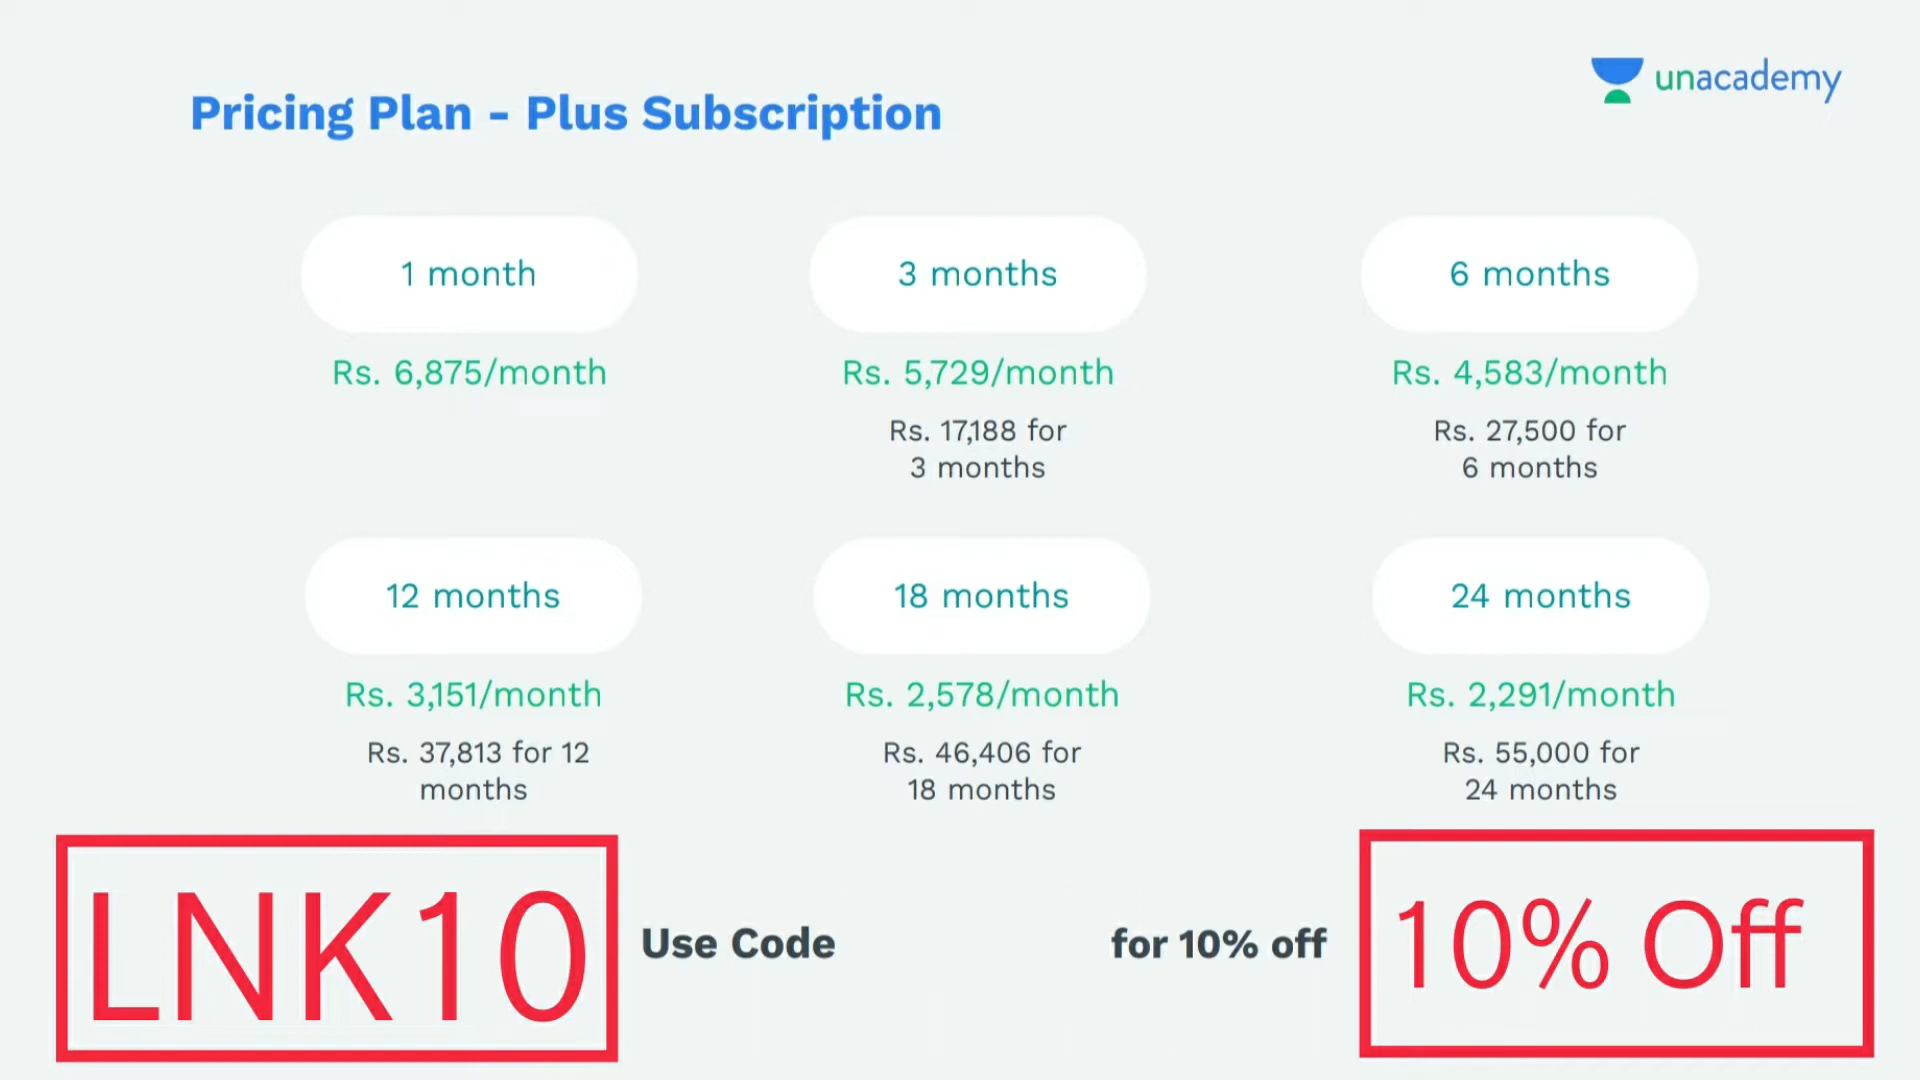 unacademy
Pricing Plan - Plus Subscription
1 month
3 months
6 months
Rs. 6,875/month
Rs. 5,729/month
Rs. 4,583/month
Rs. 17,188 for
3 months
Rs. 27,500 for
6 months
12 months
18 months
24 months
Rs. 3,151/month
Rs. 2,578/month
Rs. 2,291/month
Rs. 37,813 for 12
months
Rs. 46,406 for
18 months
Rs. 55,000 for
24 months
LNK10
Use Code
for 10% off
10% Off